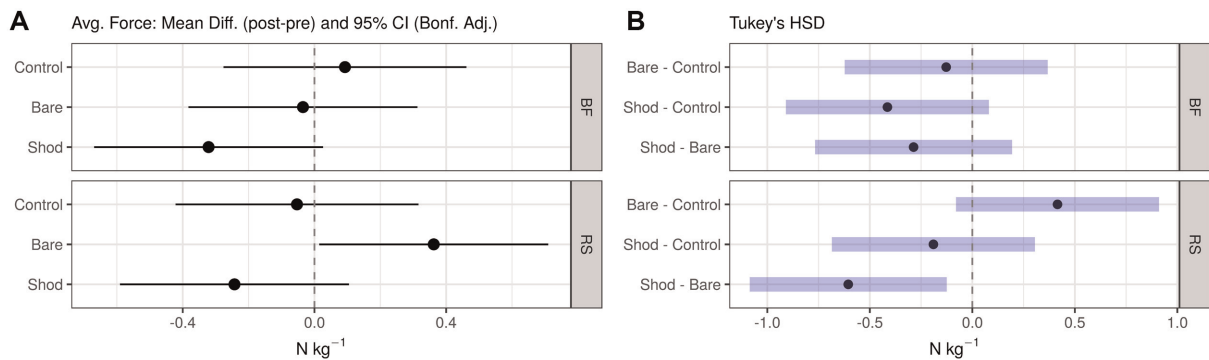 A Avg. Force: Mean Diff. (post-pre) and 95% CI (Bonf. Adj.)
Control
Bare
Shod
BF
Control
Bare
Shod
RS
-0.4 0.0 0.4
N kg⁻¹
B Tukey's HSD
Bare - Control
Shod - Control
Shod - Bare
BF
Bare - Control
Shod - Control
Shod - Bare
RS
-1.0 -0.5 0.0 0.5 1.0
N kg⁻¹